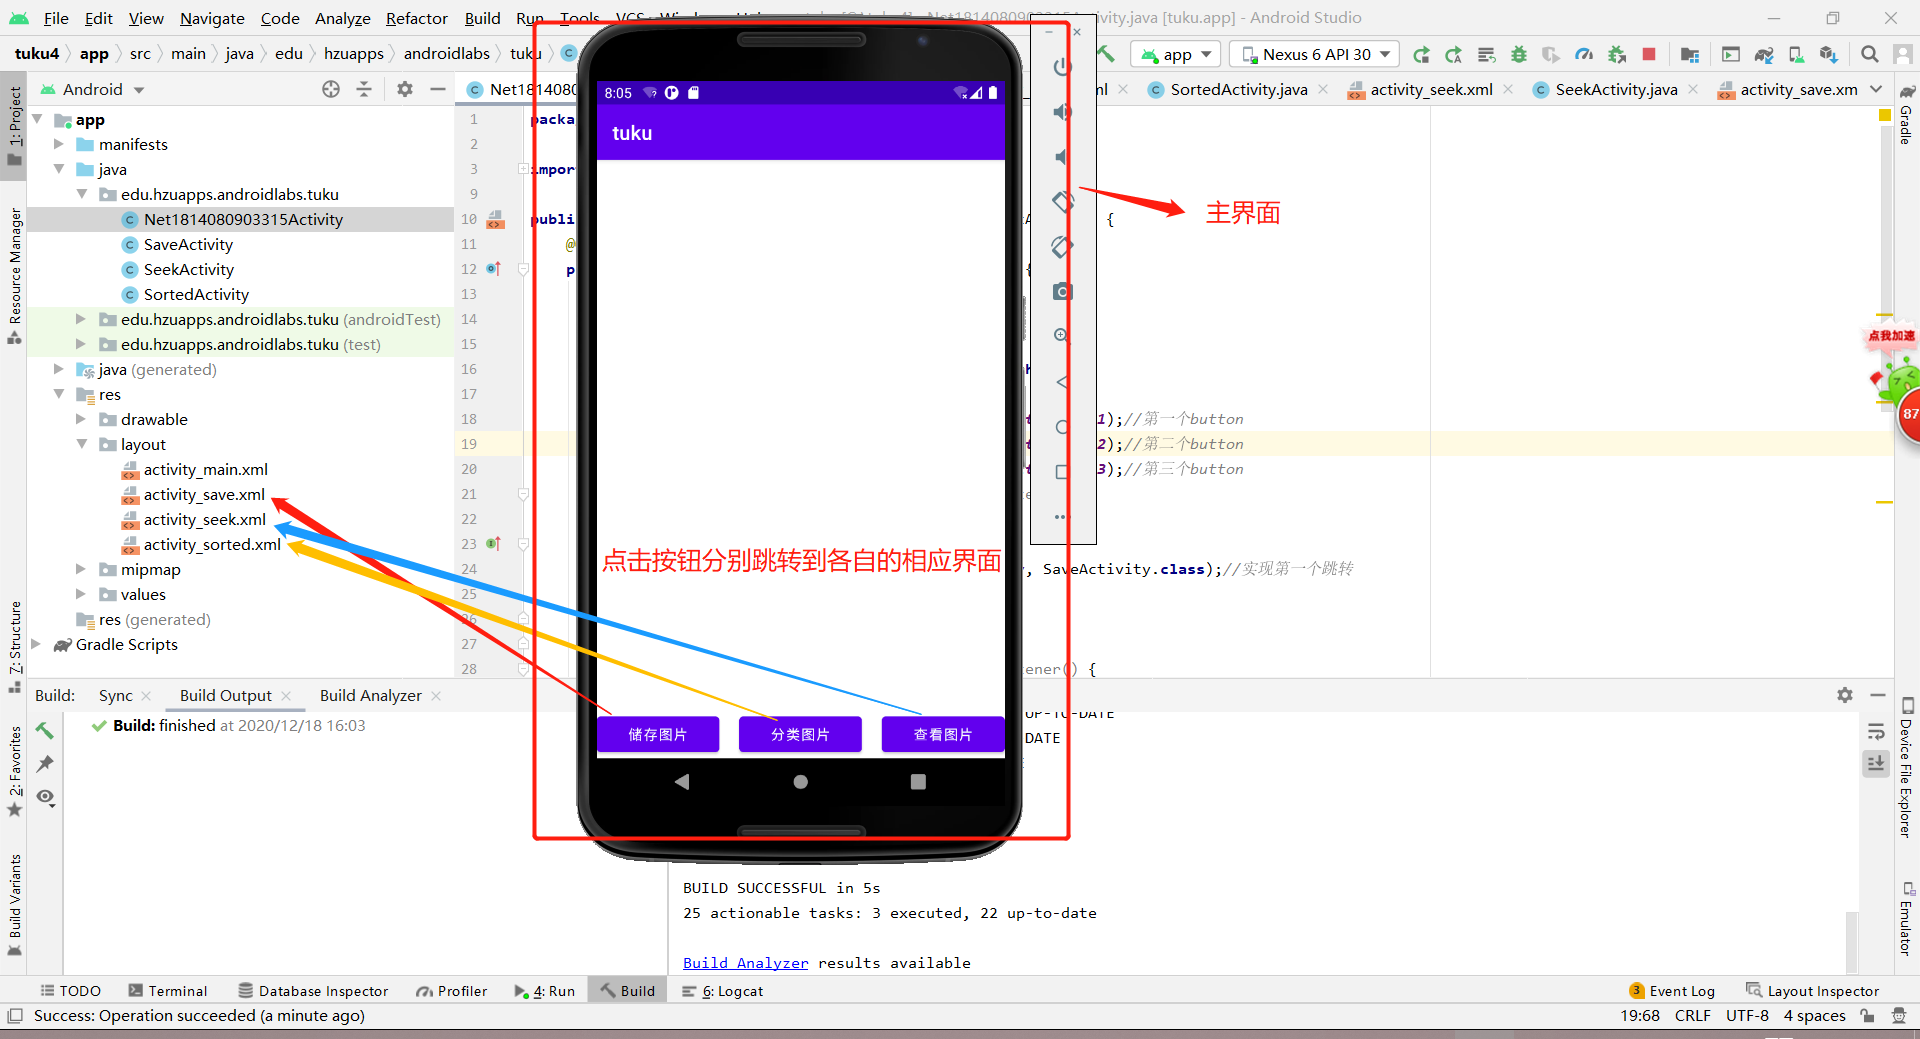 File Edit View Navigate Code Analyze Refactor Build Run Tools VCS
ivity.java [tuku.app] - Android Studio
tuku4 app src main java edu hzuapps androidlabs tuku
app Nexus 6 API 30
Android
Net181408
ml SortedActivity.java activity_seek.xml SeekActivity.java activity_save.xm
1: Project
Resource Manager
7: Structure
2: Favorites
Build Variants
Gradle
Device File Explorer
Emulator
app
manifests
java
edu.hzuapps.androidlabs.tuku
Net1814080903315Activity
SaveActivity
SeekActivity
SortedActivity
edu.hzuapps.androidlabs.tuku (androidTest)
edu.hzuapps.androidlabs.tuku (test)
java (generated)
res
drawable
layout
activity_main.xml
activity_save.xml
activity_seek.xml
activity_sorted.xml
mipmap
values
res (generated)
Gradle Scripts
1 packa
2
3 impor
9
10 publi {
11 @
12 p {
13
14
15
16
17
18 1);//第一个button
19 2);//第二个button
20 3);//第三个button
21
22
23
24 , SaveActivity.class);//实现第一个跳转
25
26
27
28 tener() {
8:05
tuku
主界面
点击按钮分别跳转到各自的相应界面
储存图片 分类图片 查看图片
点我加速
87
Build: Sync Build Output Build Analyzer
Build: finished at 2020/12/18 16:03
UP-TO-DATE
DATE
BUILD SUCCESSFUL in 5s
25 actionable tasks: 3 executed, 22 up-to-date
Build Analyzer results available
TODO Terminal Database Inspector Profiler 4: Run Build 6: Logcat 3 Event Log Layout Inspector
Success: Operation succeeded (a minute ago) 19:68 CRLF UTF-8 4 spaces